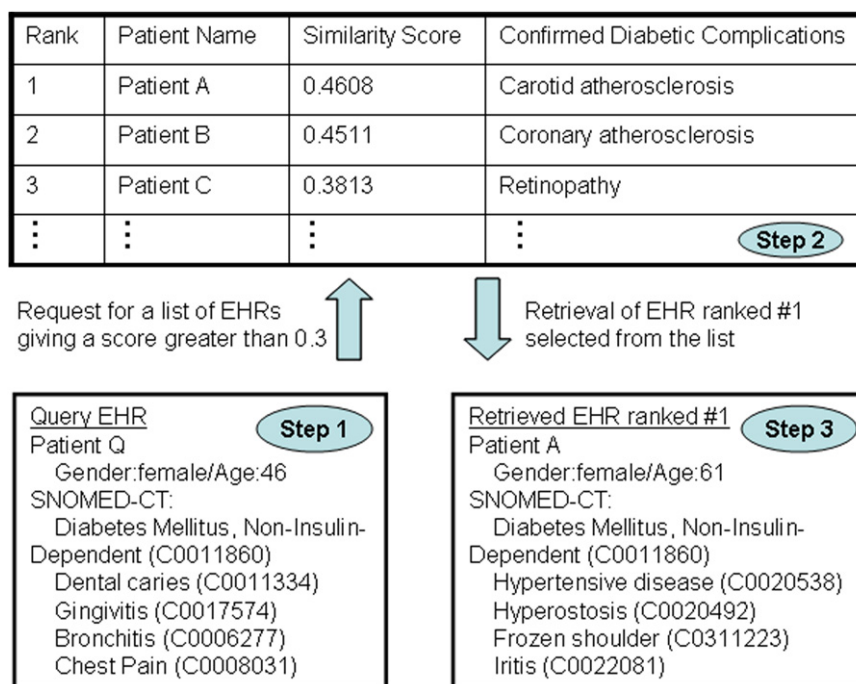 Rank Patient Name Similarity Score Confirmed Diabetic Complications
1 Patient A 0.4608 Carotid atherosclerosis
2 Patient B 0.4511 Coronary atherosclerosis
3 Patient C 0.3813 Retinopathy
⋮ ⋮ ⋮ ⋮ Step 2
Request for a list of EHRs
giving a score greater than 0.3
Retrieval of EHR ranked #1
selected from the list
Query EHR
Step 1
Patient Q
Gender:female/Age:46
SNOMED-CT:
Diabetes Mellitus, Non-Insulin-
Dependent (C0011860)
Dental caries (C0011334)
Gingivitis (C0017574)
Bronchitis (C0006277)
Chest Pain (C0008031)
Retrieved EHR ranked #1
Step 3
Patient A
Gender:female/Age:61
SNOMED-CT:
Diabetes Mellitus, Non-Insulin-
Dependent (C0011860)
Hypertensive disease (C0020538)
Hyperostosis (C0020492)
Frozen shoulder (C0311223)
Iritis (C0022081)